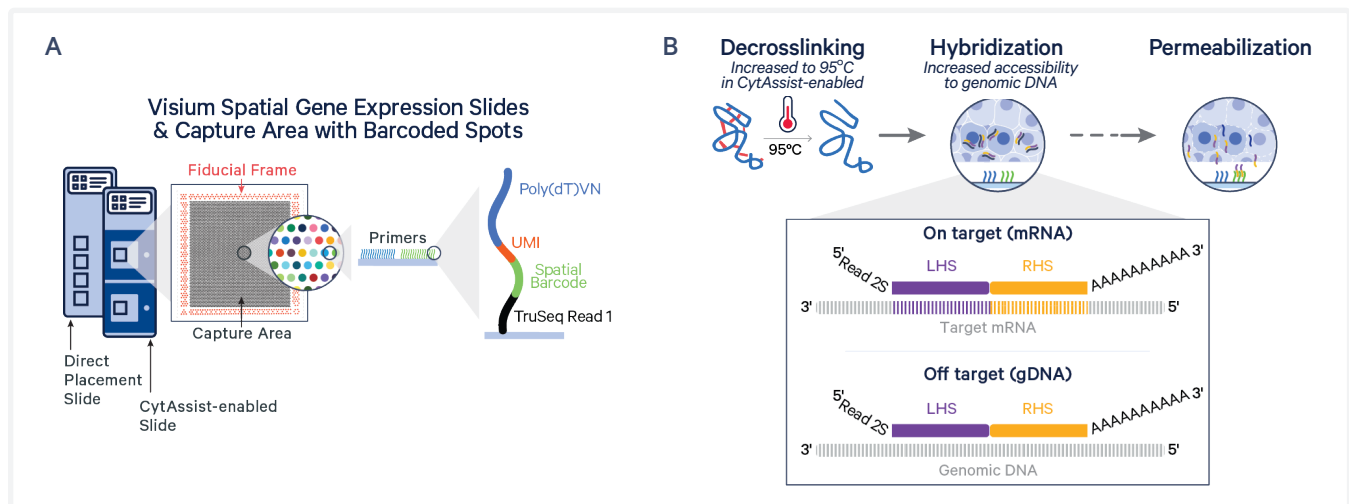 A
Visium Spatial Gene Expression Slides
& Capture Area with Barcoded Spots
Fiducial Frame
Capture Area
Direct
Placement
Slide
CytAssist-enabled
Slide
Primers
Poly(dT)VN
UMI
Spatial
Barcode
TruSeq Read 1
B
Decrosslinking
Increased to 95°C
in CytAssist-enabled
95°C
Hybridization
Increased accessibility
to genomic DNA
Permeabilization
On target (mRNA)
5' Read 2S LHS RHS AAAAAAAAAA 3'
3' 5'
Target mRNA
Off target (gDNA)
5' Read 2S LHS RHS AAAAAAAAAA 3'
3' 5'
Genomic DNA